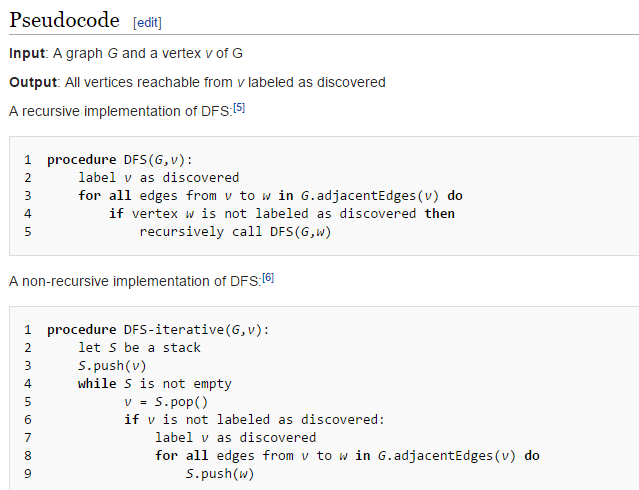 Pseudocode [edit]
Input: A graph G and a vertex v of G
Output: All vertices reachable from v labeled as discovered
A recursive implementation of DFS:[5]
1 procedure DFS(G,v):
2 label v as discovered
3 for all edges from v to w in G.adjacentEdges(v) do
4 if vertex w is not labeled as discovered then
5 recursively call DFS(G,w)
A non-recursive implementation of DFS:[6]
1 procedure DFS-iterative(G,v):
2 let S be a stack
3 S.push(v)
4 while S is not empty
5 v = S.pop()
6 if v is not labeled as discovered:
7 label v as discovered
8 for all edges from v to w in G.adjacentEdges(v) do
9 S.push(w)